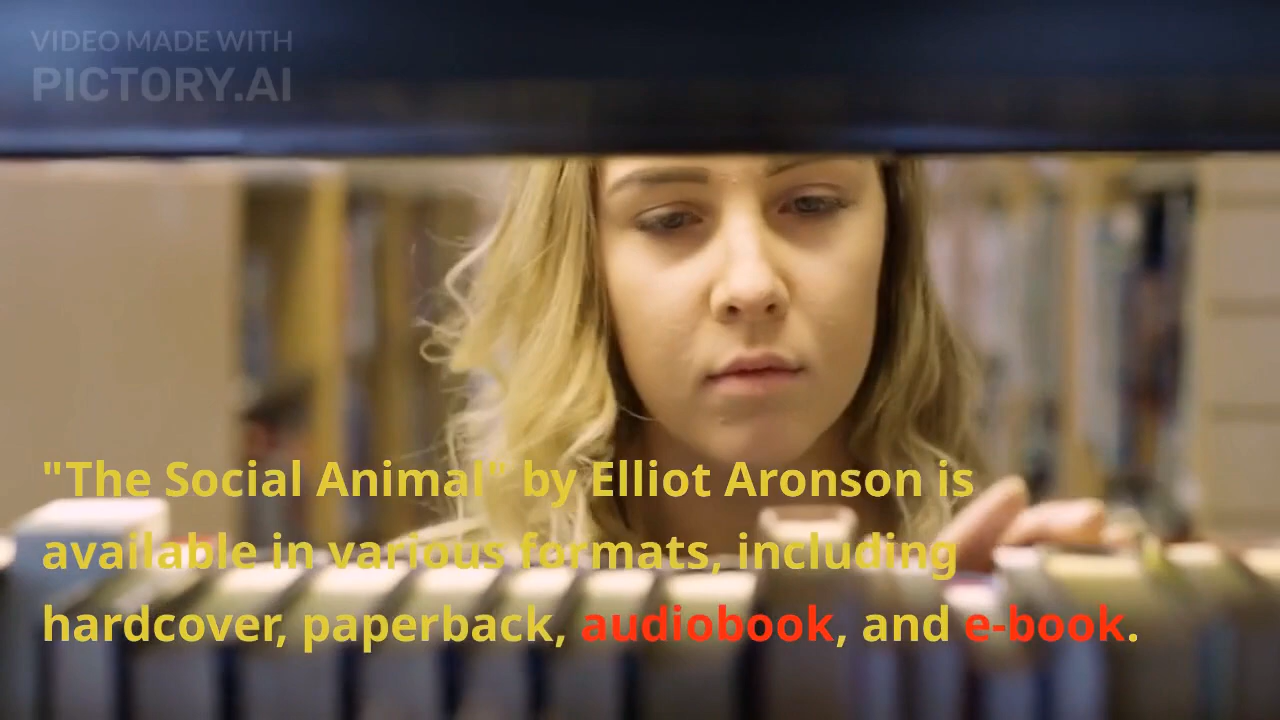 VIDEO MADE WITH
PICTORY.AI
"The Social Animal" by Elliot Aronson is
available in various formats, including
hardcover, paperback, audiobook, and e-book.